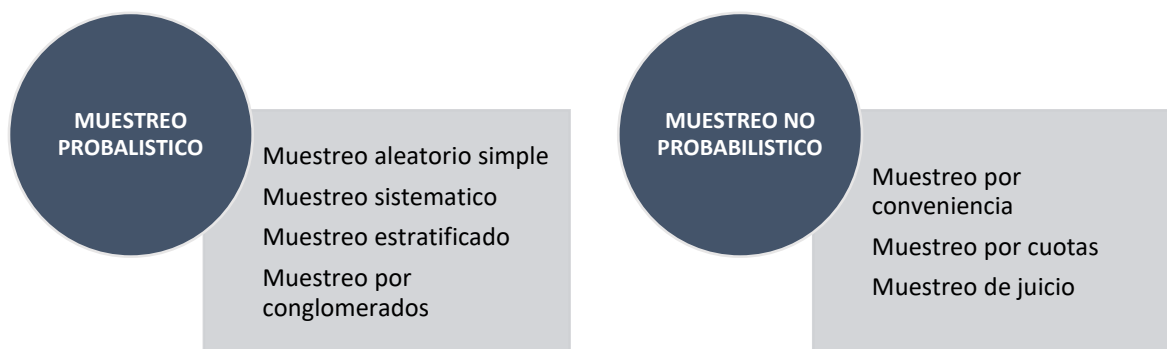 MUESTREO
PROBALISTICO
Muestreo aleatorio simple
Muestreo sistematico
Muestreo estratificado
Muestreo por
conglomerados
MUESTREO NO
PROBABILISTICO
Muestreo por
conveniencia
Muestreo por cuotas
Muestreo de juicio